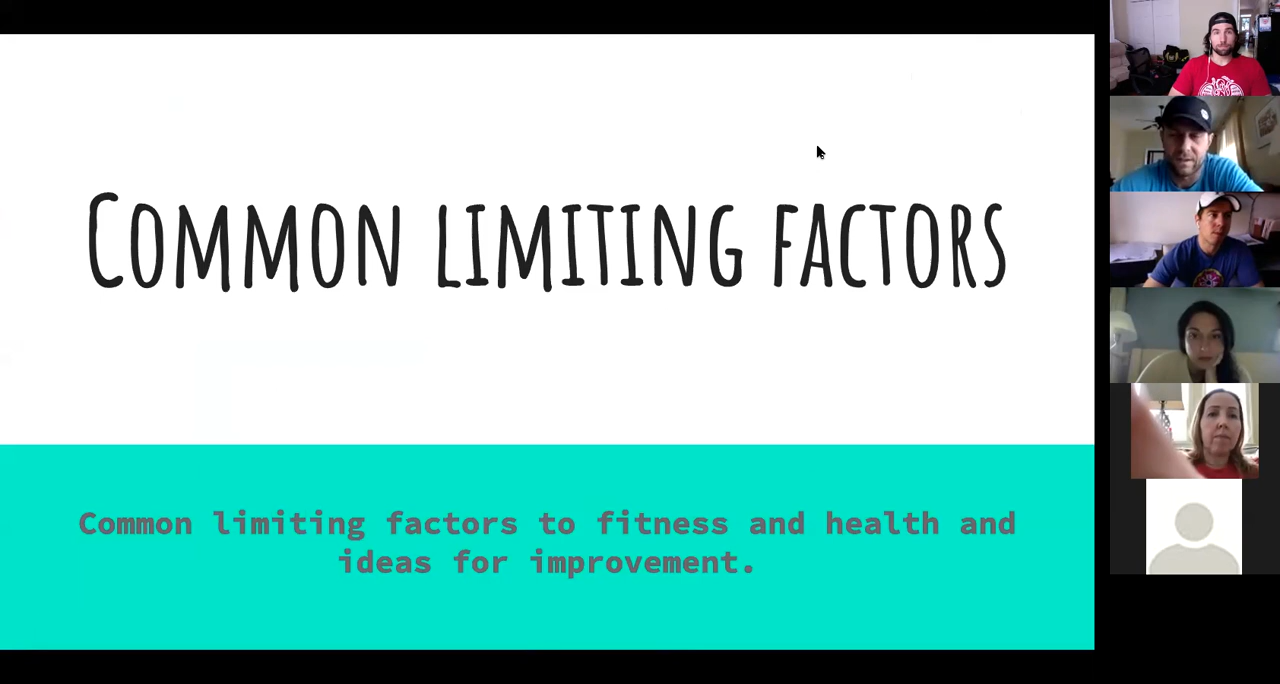 Common limiting factors
Common limiting factors to fitness and health and
ideas for improvement.